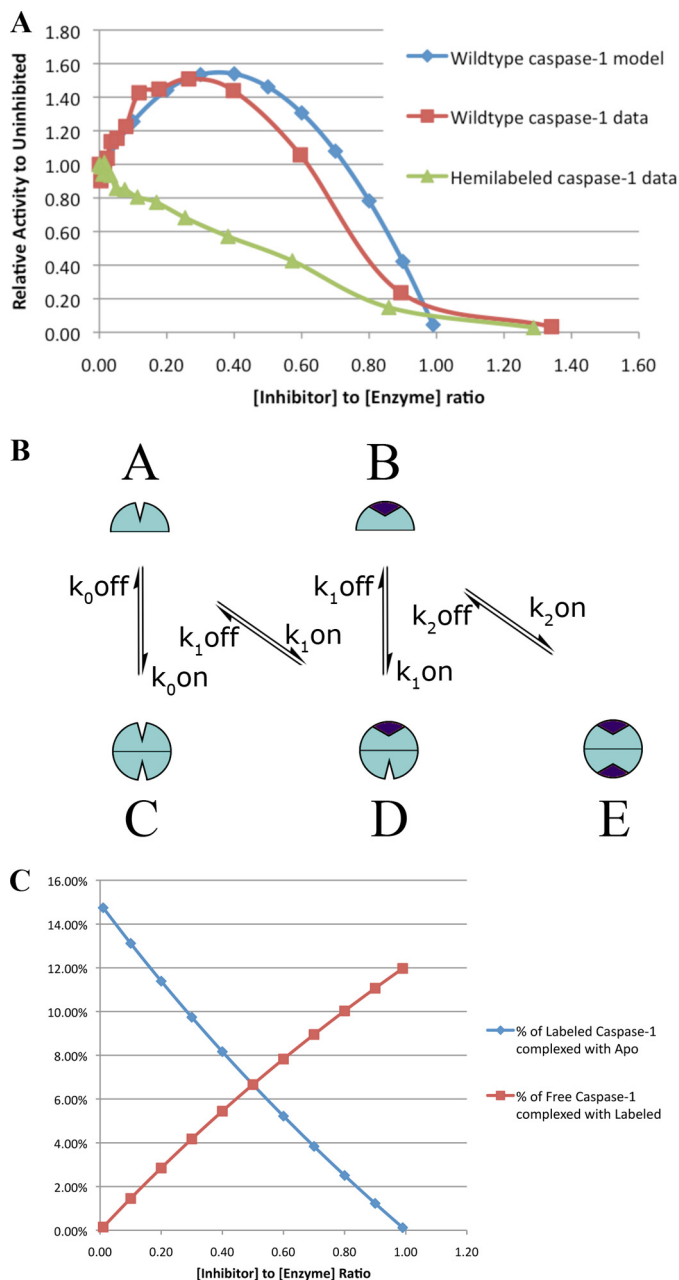 A
Relative Activity to Uninhibited
1.80
1.60
1.40
1.20
1.00
0.80
0.60
0.40
0.20
0.00
0.00 0.20 0.40 0.60 0.80 1.00 1.20 1.40 1.60
[Inhibitor] to [Enzyme] ratio
Wildtype caspase-1 model
Wildtype caspase-1 data
Hemilabeled caspase-1 data
B
A B
k₀off
k₀on
k₁off
k₁on
k₁off
k₁on
k₂off
k₂on
C D E
C
16.00%
14.00%
12.00%
10.00%
8.00%
6.00%
4.00%
2.00%
0.00%
0.00 0.20 0.40 0.60 0.80 1.00 1.20
[Inhibitor] to [Enzyme] Ratio
% of Labeled Caspase-1
complexed with Apo
% of Free Caspase-1
complexed with Labeled